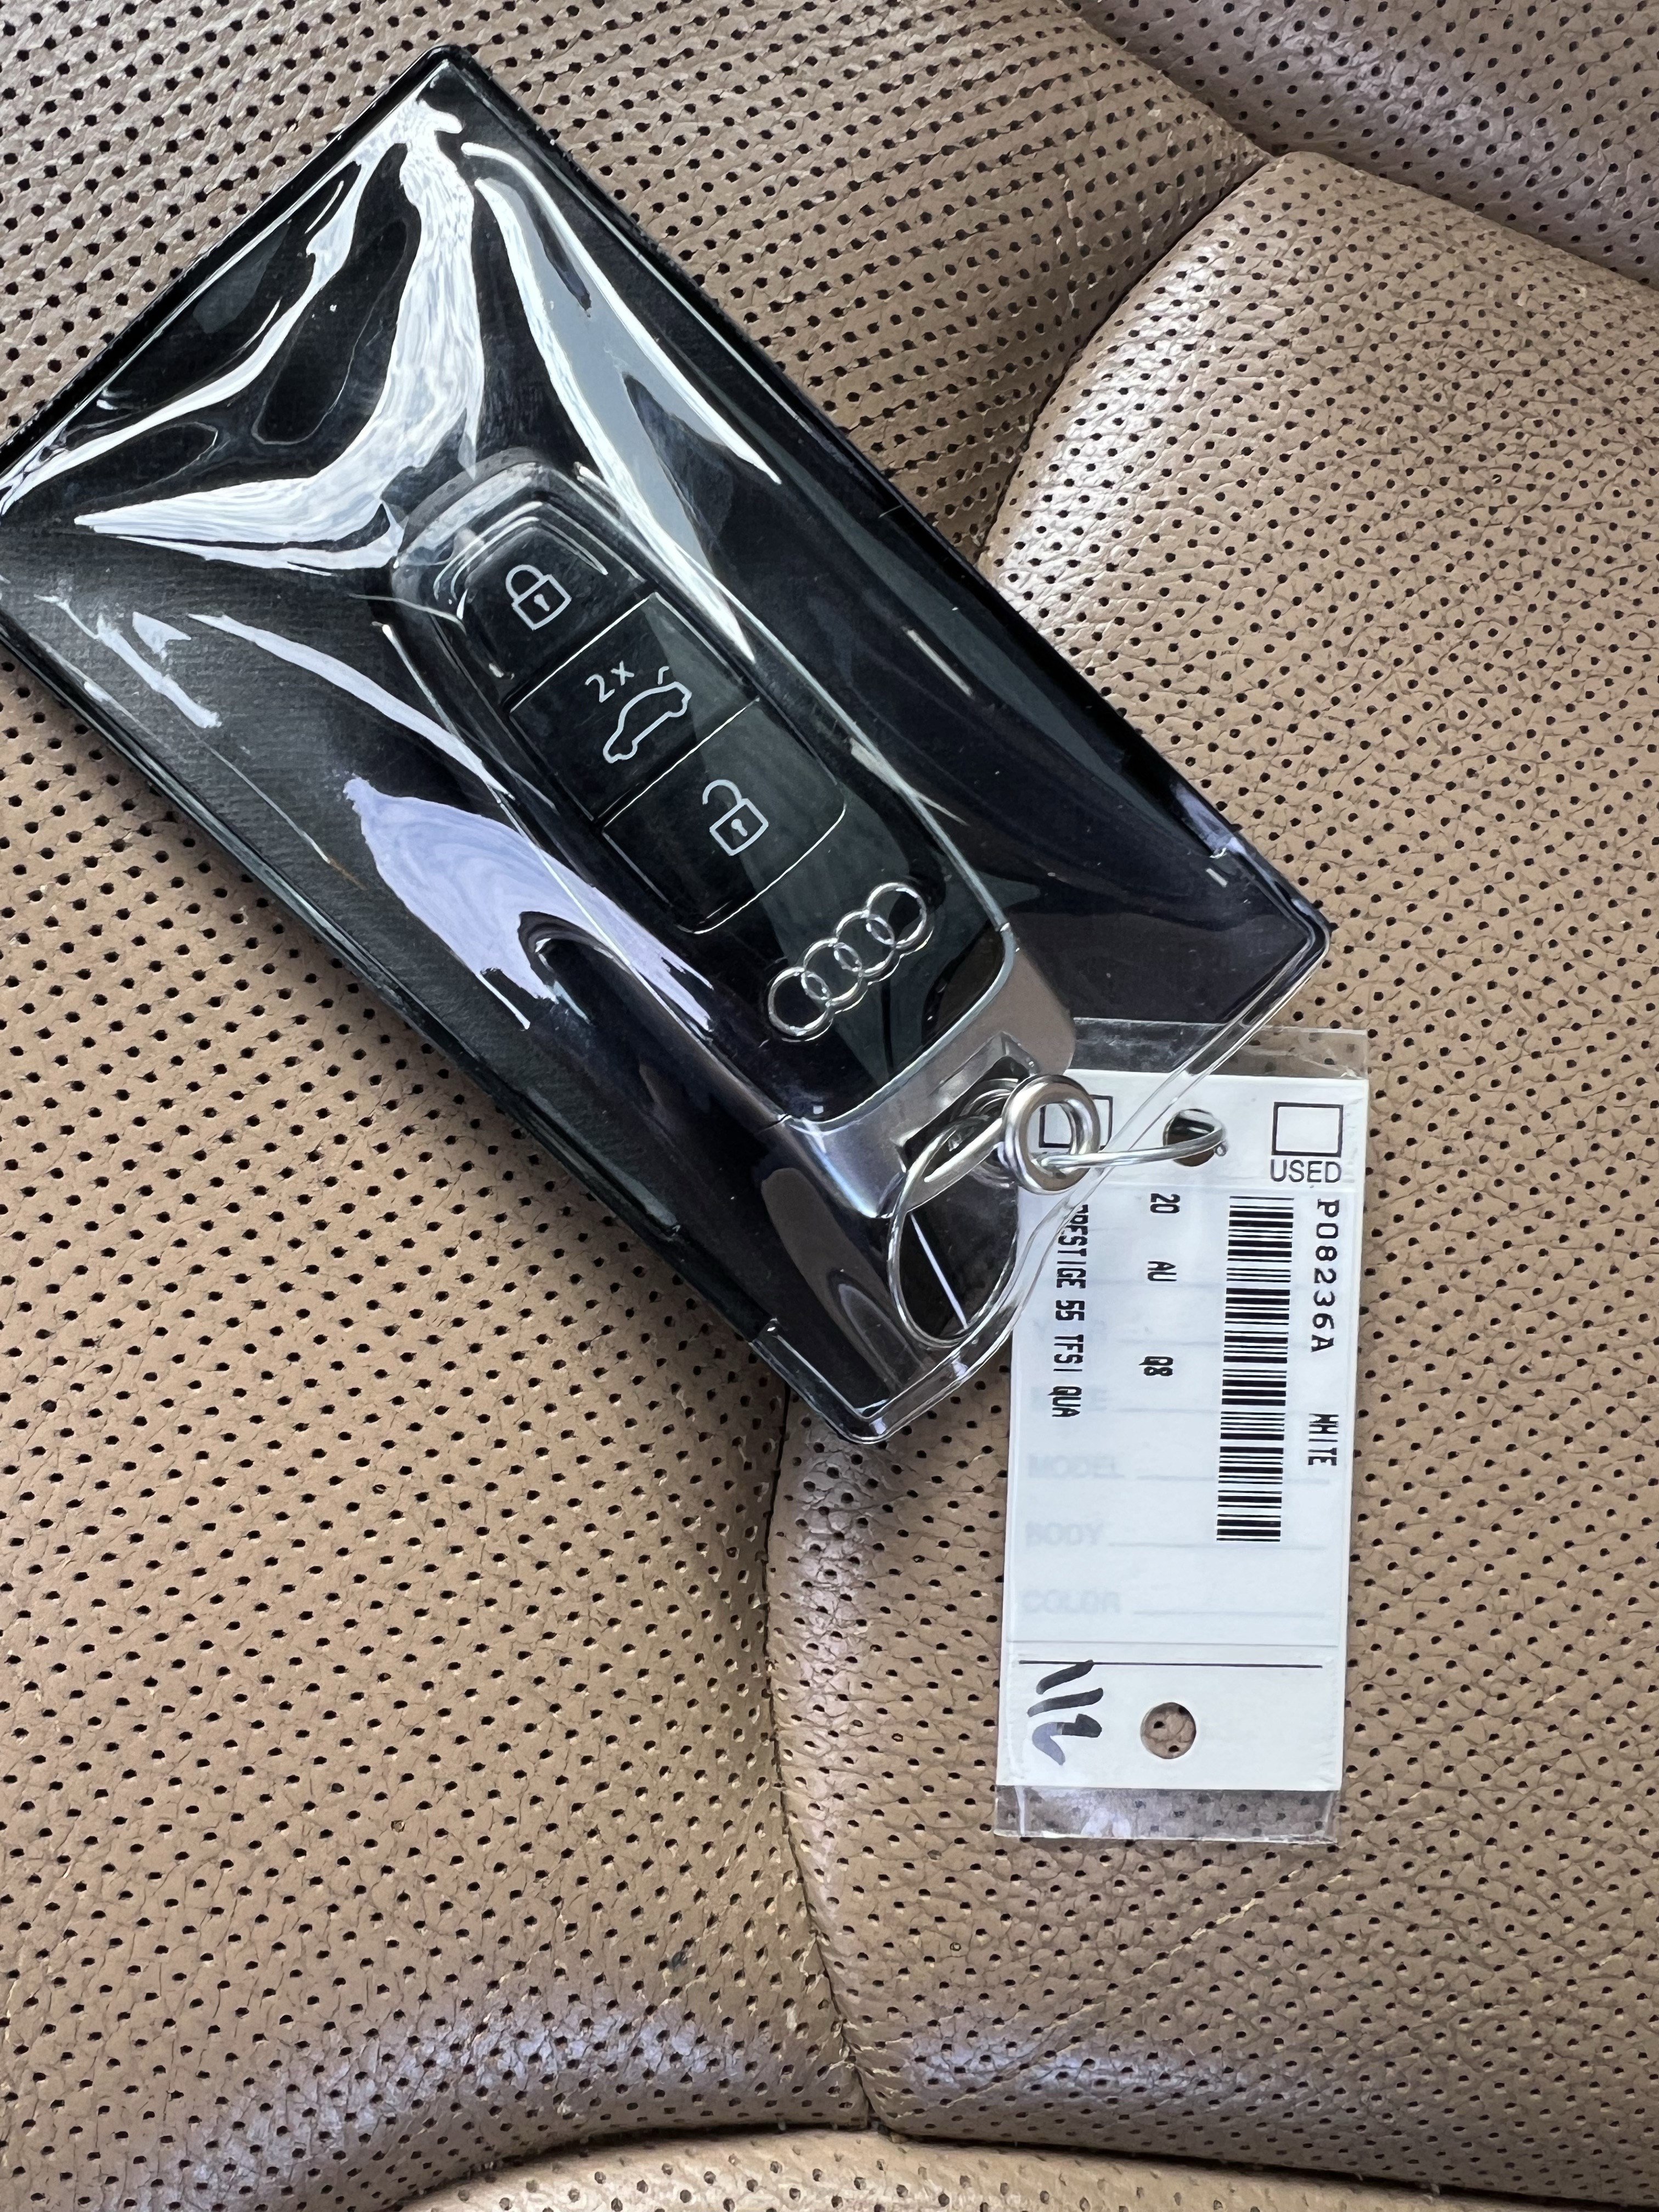 2x
USED
P08236A WHITE
20 AU Q8
PRESTIGE 55 TFSI QUA
MODEL
BODY
COLOR